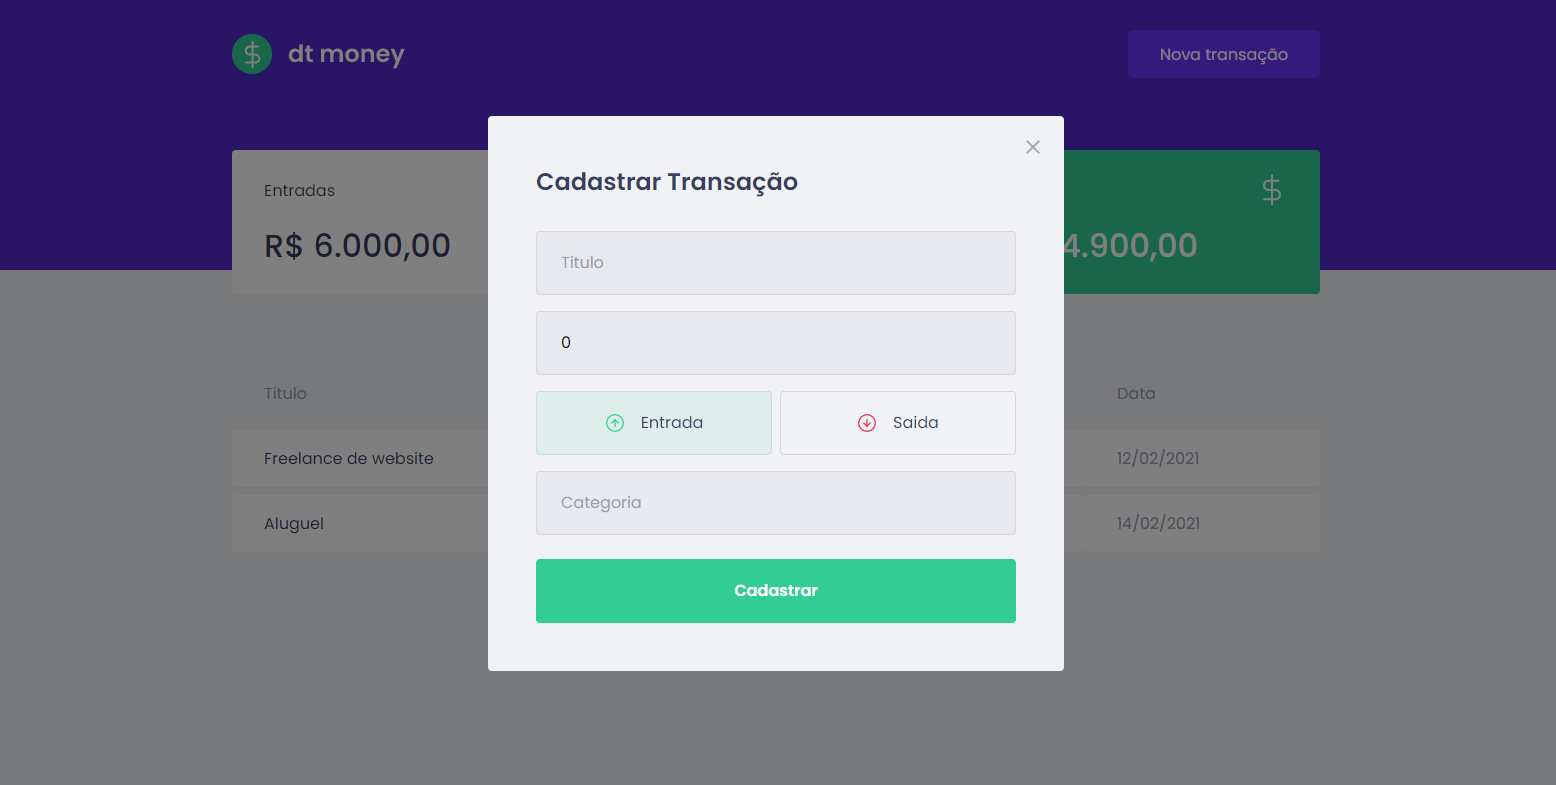 dt money
Nova transação
Entradas
R$ 6.000,00
4.900,00
Cadastrar Transação
Titulo
0
Entrada
Saida
Categoria
Cadastrar
Titulo
Data
Freelance de website
12/02/2021
Aluguel
14/02/2021